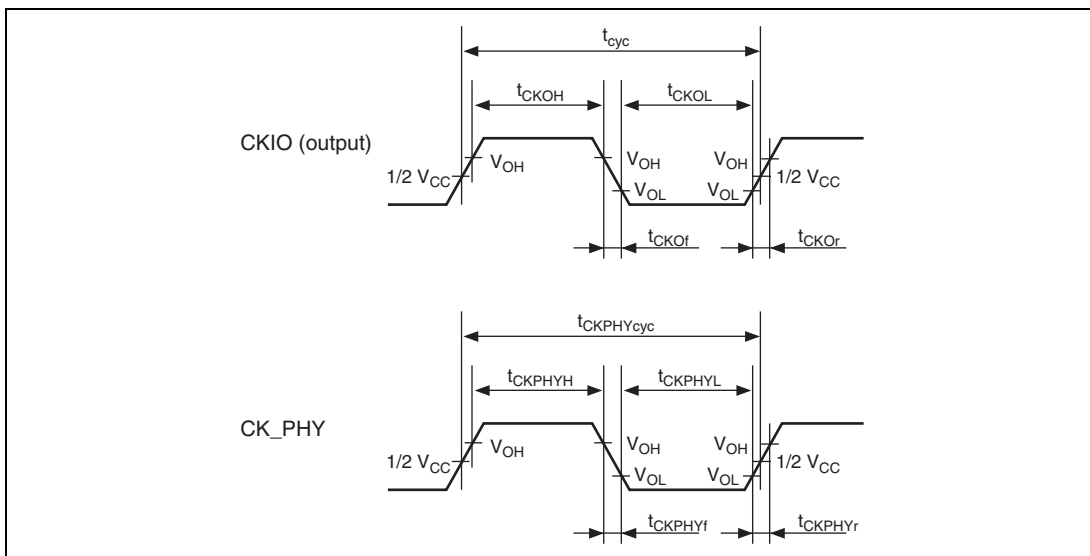 tcyc
tCKOH tCKOL
CKIO (output)
VOH VOH VOH
1/2 VCC 1/2 VCC
VOL VOL
tCKOf tCKOr
tCKPHYcyc
tCKPHYH tCKPHYL
CK_PHY
VOH VOH VOH
1/2 VCC 1/2 VCC
VOL VOL
tCKPHYf tCKPHYr